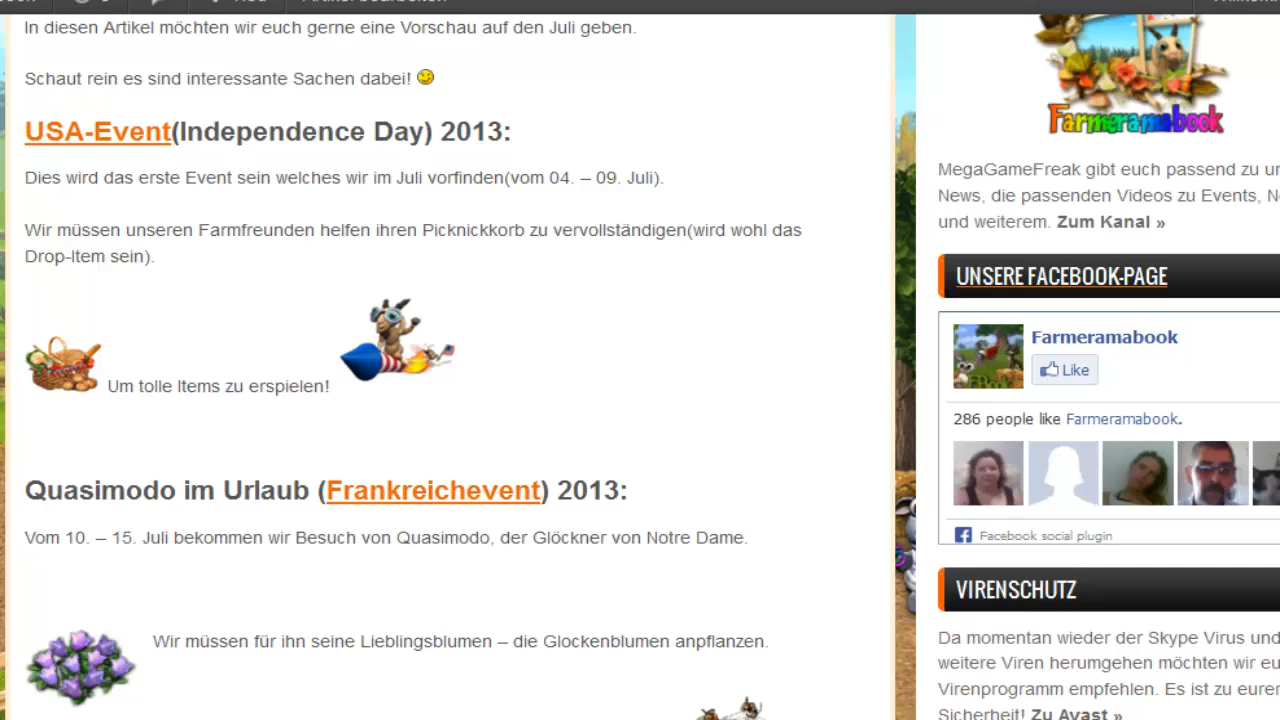 In diesen Artikel möchten wir euch gerne eine Vorschau auf den Juli geben.
Schaut rein es sind interessante Sachen dabei!
USA-Event(Independence Day) 2013:
Dies wird das erste Event sein welches wir im Juli vorfinden(vom 04. – 09. Juli).
Wir müssen unseren Farmfreunden helfen ihren Picknickkorb zu vervollständigen(wird wohl das
Drop-Item sein).
Um tolle Items zu erspielen!
Quasimodo im Urlaub (Frankreichevent) 2013:
Vom 10. – 15. Juli bekommen wir Besuch von Quasimodo, der Glöckner von Notre Dame.
Wir müssen für ihn seine Lieblingsblumen – die Glockenblumen anpflanzen.
Farmeramabook
MegaGameFreak gibt euch passend zu
News, die passenden Videos zu Events,
und weiterem. Zum Kanal »
UNSERE FACEBOOK-PAGE
Farmeramabook
Like
286 people like Farmeramabook.
Facebook social plugin
VIRENSCHUTZ
Da momentan wieder der Skype Virus und
weitere Viren herumgehen möchten wir
Virenprogramm empfehlen. Es ist zu
Sicherheit! Zu Avast »